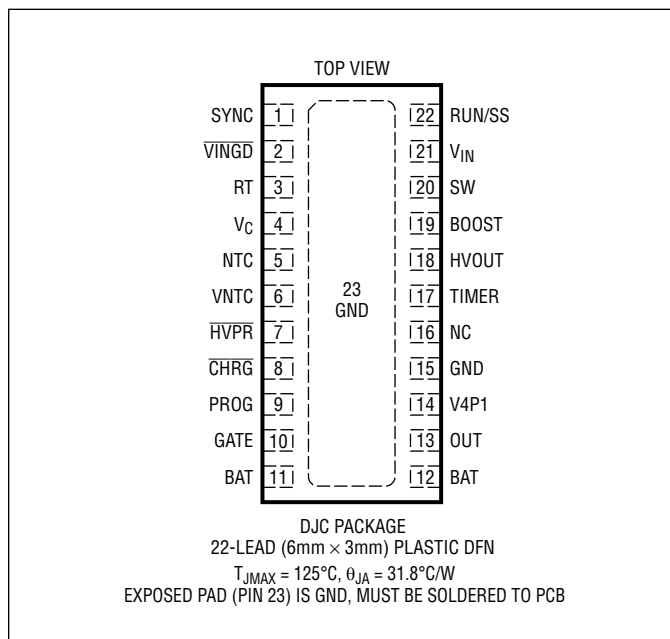 TOP VIEW
SYNC 1 22 RUN/SS
VINGD 2 21 VIN
RT 3 20 SW
VC 4 19 BOOST
NTC 5 18 HVOUT
VNTC 6 17 TIMER
23
GND
HVPR 7 16 NC
CHRG 8 15 GND
PROG 9 14 V4P1
GATE 10 13 OUT
BAT 11 12 BAT
DJC PACKAGE
22-LEAD (6mm × 3mm) PLASTIC DFN
TJMAX = 125°C, θJA = 31.8°C/W
EXPOSED PAD (PIN 23) IS GND, MUST BE SOLDERED TO PCB